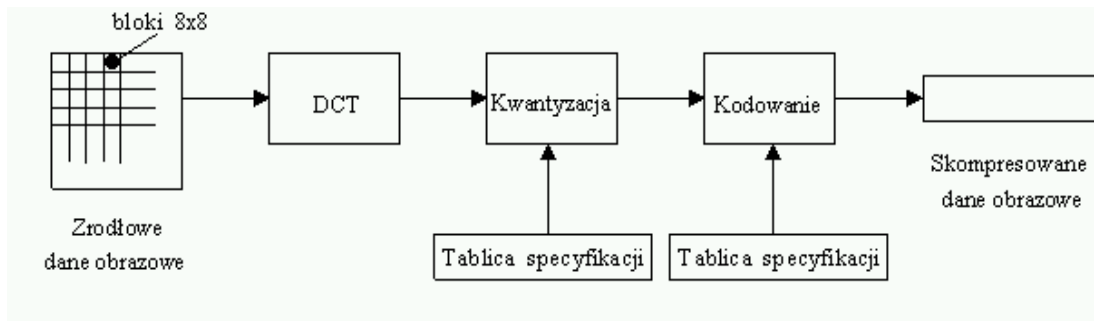 bloki 8x8
DCT
Kwantyzacja
Kodowanie
Skompresowane
dane obrazowe
Zrodłowe
dane obrazowe
Tablica specyfikacji
Tablica specyfikacji